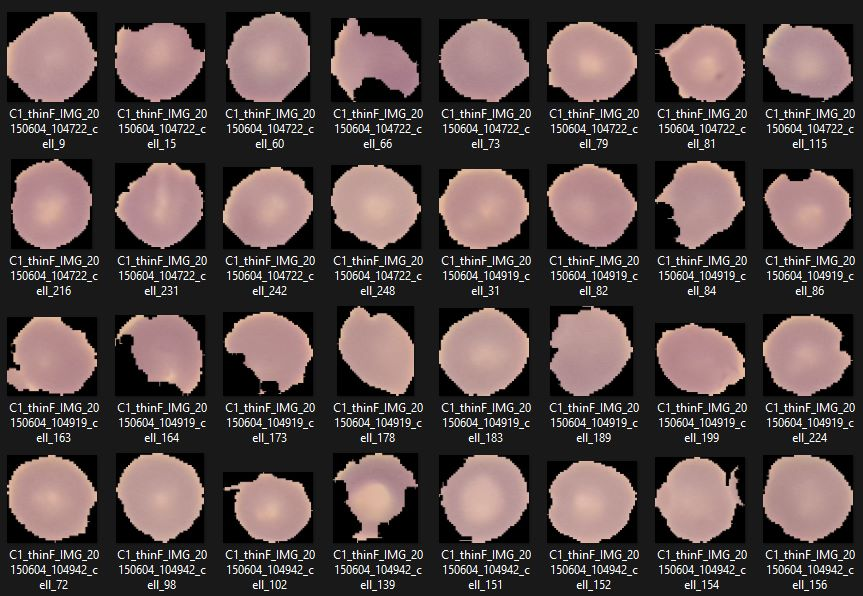 C1_thinF_IMG_20 C1_thinF_IMG_20 C1_thinF_IMG_20 C1_thinF_IMG_20 C1_thinF_IMG_20 C1_thinF_IMG_20 C1_thinF_IMG_20 C1_thinF_IMG_20
150604_104722_c 150604_104722_c 150604_104722_c 150604_104722_c 150604_104722_c 150604_104722_c 150604_104722_c 150604_104722_c
ell_9 ell_15 ell_60 ell_66 ell_73 ell_79 ell_81 ell_115
C1_thinF_IMG_20 C1_thinF_IMG_20 C1_thinF_IMG_20 C1_thinF_IMG_20 C1_thinF_IMG_20 C1_thinF_IMG_20 C1_thinF_IMG_20 C1_thinF_IMG_20
150604_104722_c 150604_104722_c 150604_104722_c 150604_104722_c 150604_104919_c 150604_104919_c 150604_104919_c 150604_104919_c
ell_216 ell_231 ell_242 ell_248 ell_31 ell_82 ell_84 ell_86
C1_thinF_IMG_20 C1_thinF_IMG_20 C1_thinF_IMG_20 C1_thinF_IMG_20 C1_thinF_IMG_20 C1_thinF_IMG_20 C1_thinF_IMG_20 C1_thinF_IMG_20
150604_104919_c 150604_104919_c 150604_104919_c 150604_104919_c 150604_104919_c 150604_104919_c 150604_104919_c 150604_104919_c
ell_163 ell_164 ell_173 ell_178 ell_183 ell_189 ell_199 ell_224
C1_thinF_IMG_20 C1_thinF_IMG_20 C1_thinF_IMG_20 C1_thinF_IMG_20 C1_thinF_IMG_20 C1_thinF_IMG_20 C1_thinF_IMG_20 C1_thinF_IMG_20
150604_104942_c 150604_104942_c 150604_104942_c 150604_104942_c 150604_104942_c 150604_104942_c 150604_104942_c 150604_104942_c
ell_72 ell_98 ell_102 ell_139 ell_151 ell_152 ell_154 ell_156